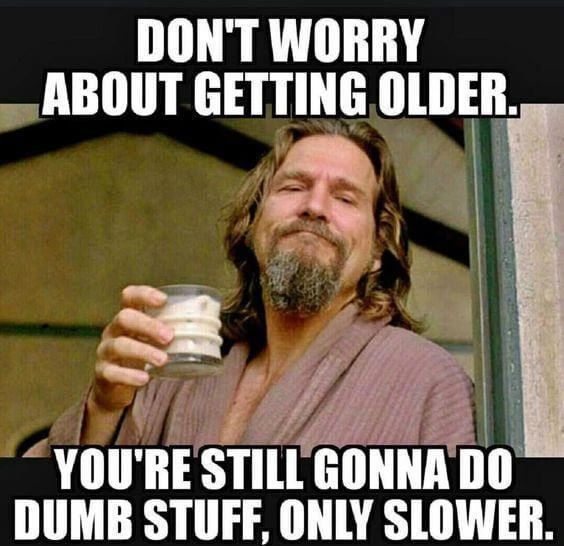 DON'T WORRY
ABOUT GETTING OLDER.
YOU'RE STILL GONNA DO
DUMB STUFF, ONLY SLOWER.